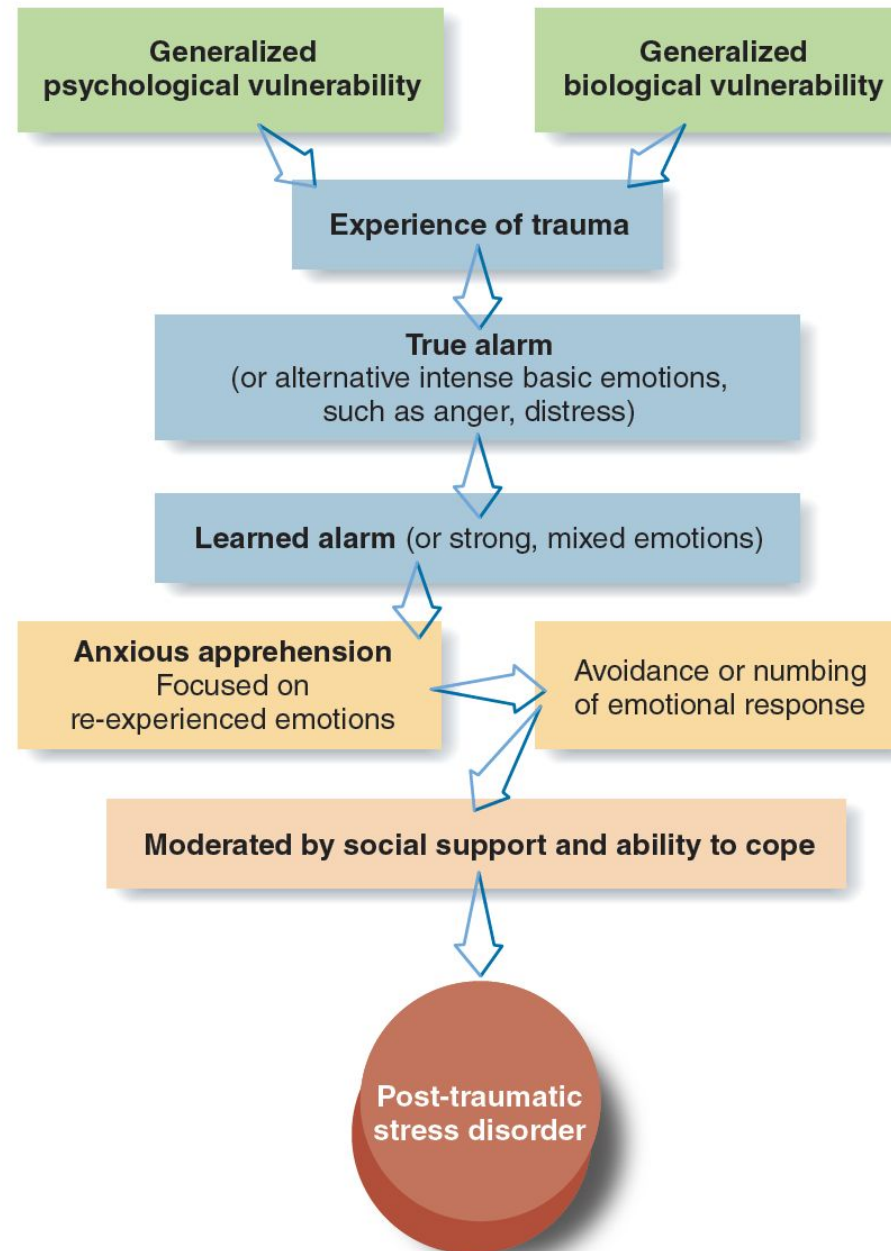 Generalized
psychological vulnerability
Generalized
biological vulnerability
Experience of trauma
True alarm
(or alternative intense basic emotions,
such as anger, distress)
Learned alarm (or strong, mixed emotions)
Anxious apprehension
Focused on
re-experienced emotions
Avoidance or numbing
of emotional response
Moderated by social support and ability to cope
Post-traumatic
stress disorder